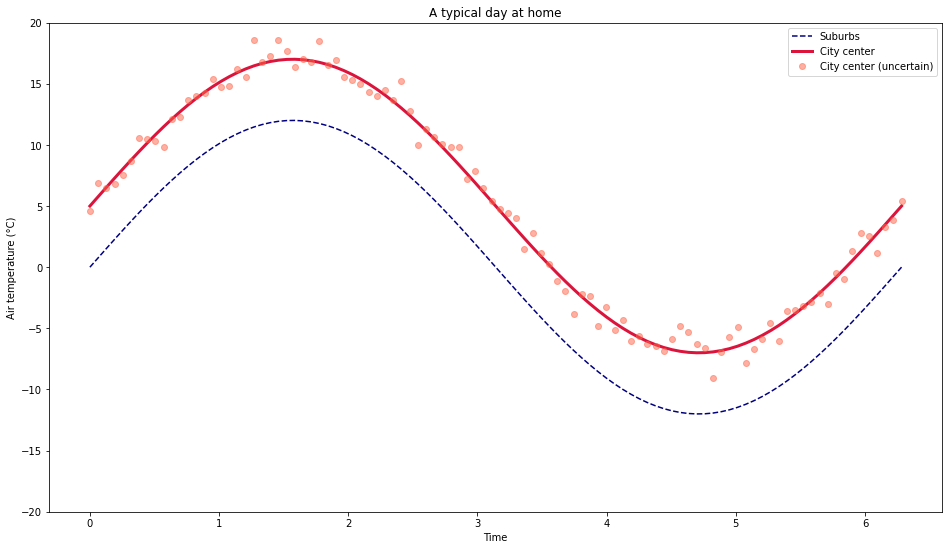 A typical day at home
Suburbs
City center
City center (uncertain)
20
15
10
5
0
−5
−10
−15
−20
Air temperature (°C)
0 1 2 3 4 5 6
Time